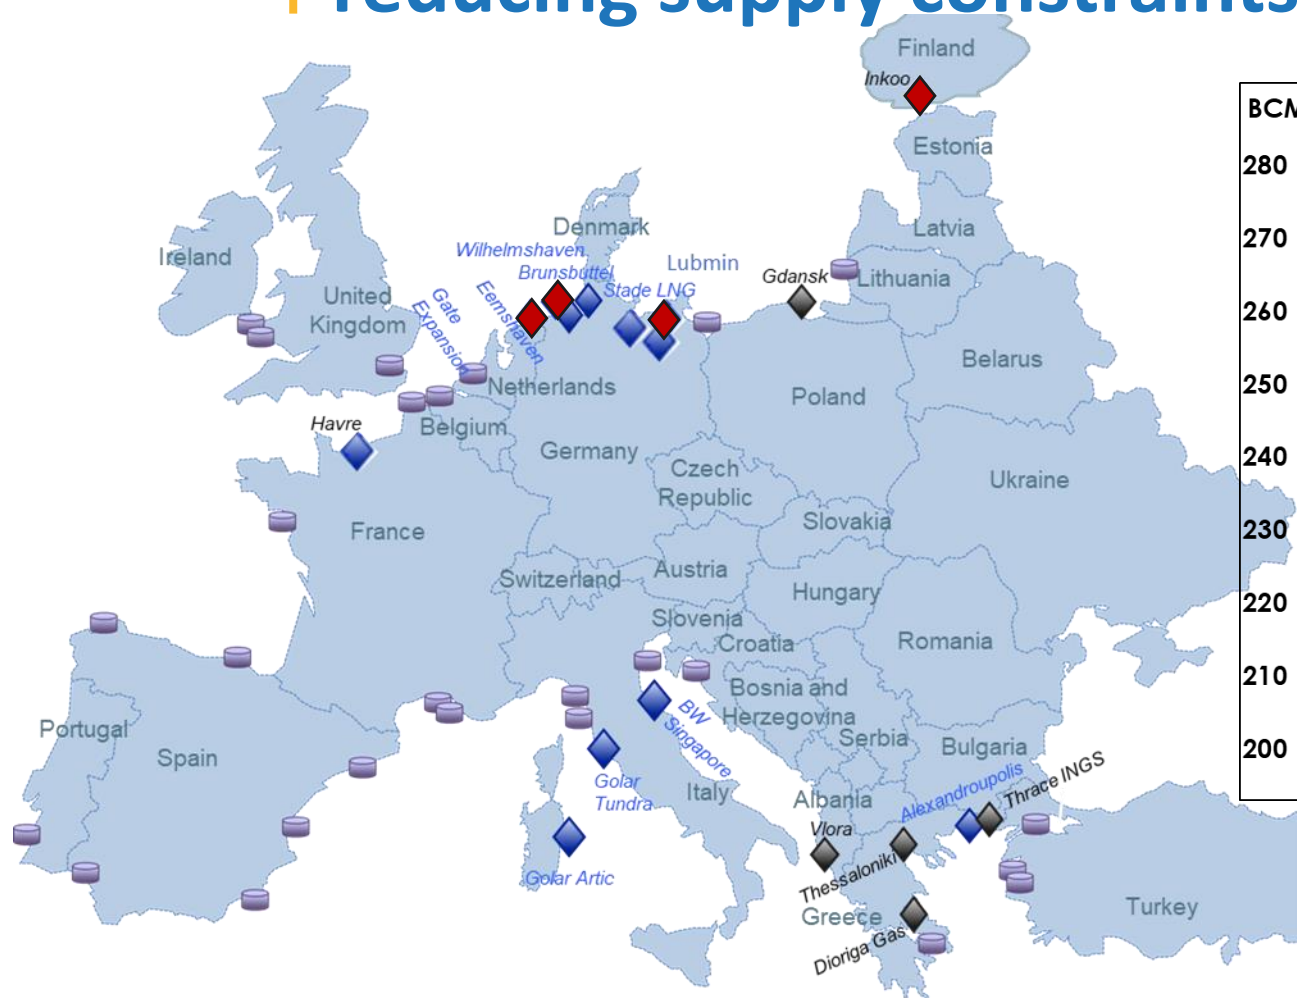 reducing supply constraints
Finland
Inkoo
BCM
Estonia
280
Denmark
Latvia
270
Wilhelmshaven
Ireland
Brunsbuttel
Lubmin
Gdansk
Lithuania
United
Kingdom
Gate
Expansion
Eemshaven
Stade LNG
260
Belarus
250
Netherlands
Poland
Havre
Belgium
Germany
240
Czech
Republic
Ukraine
France
Slovakia
230
Switzerland
Austria
Hungary
220
Slovenia
Croatia
Romania
210
Bosnia and
Herzegovina
BW
Singapore
Portugal
Spain
Serbia
Bulgaria
200
Golar
Tundra
Italy
Albania
Alexandroupolis
Thrace INGS
Vlora
Golar Artic
Thessaloniki
Greece
Turkey
Dioriga Gas